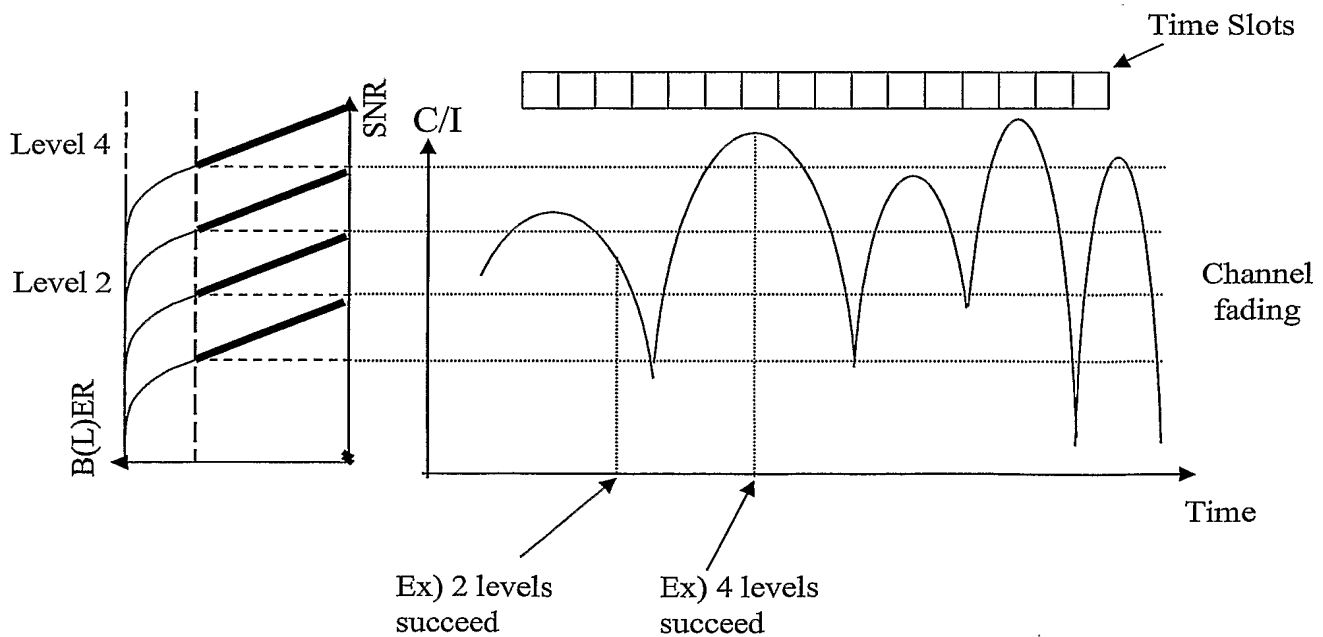 Time Slots
SNR
C/I
Level 4
Level 2
Channel
fading
B(L)ER
Time
Ex) 2 levels
succeed
Ex) 4 levels
succeed